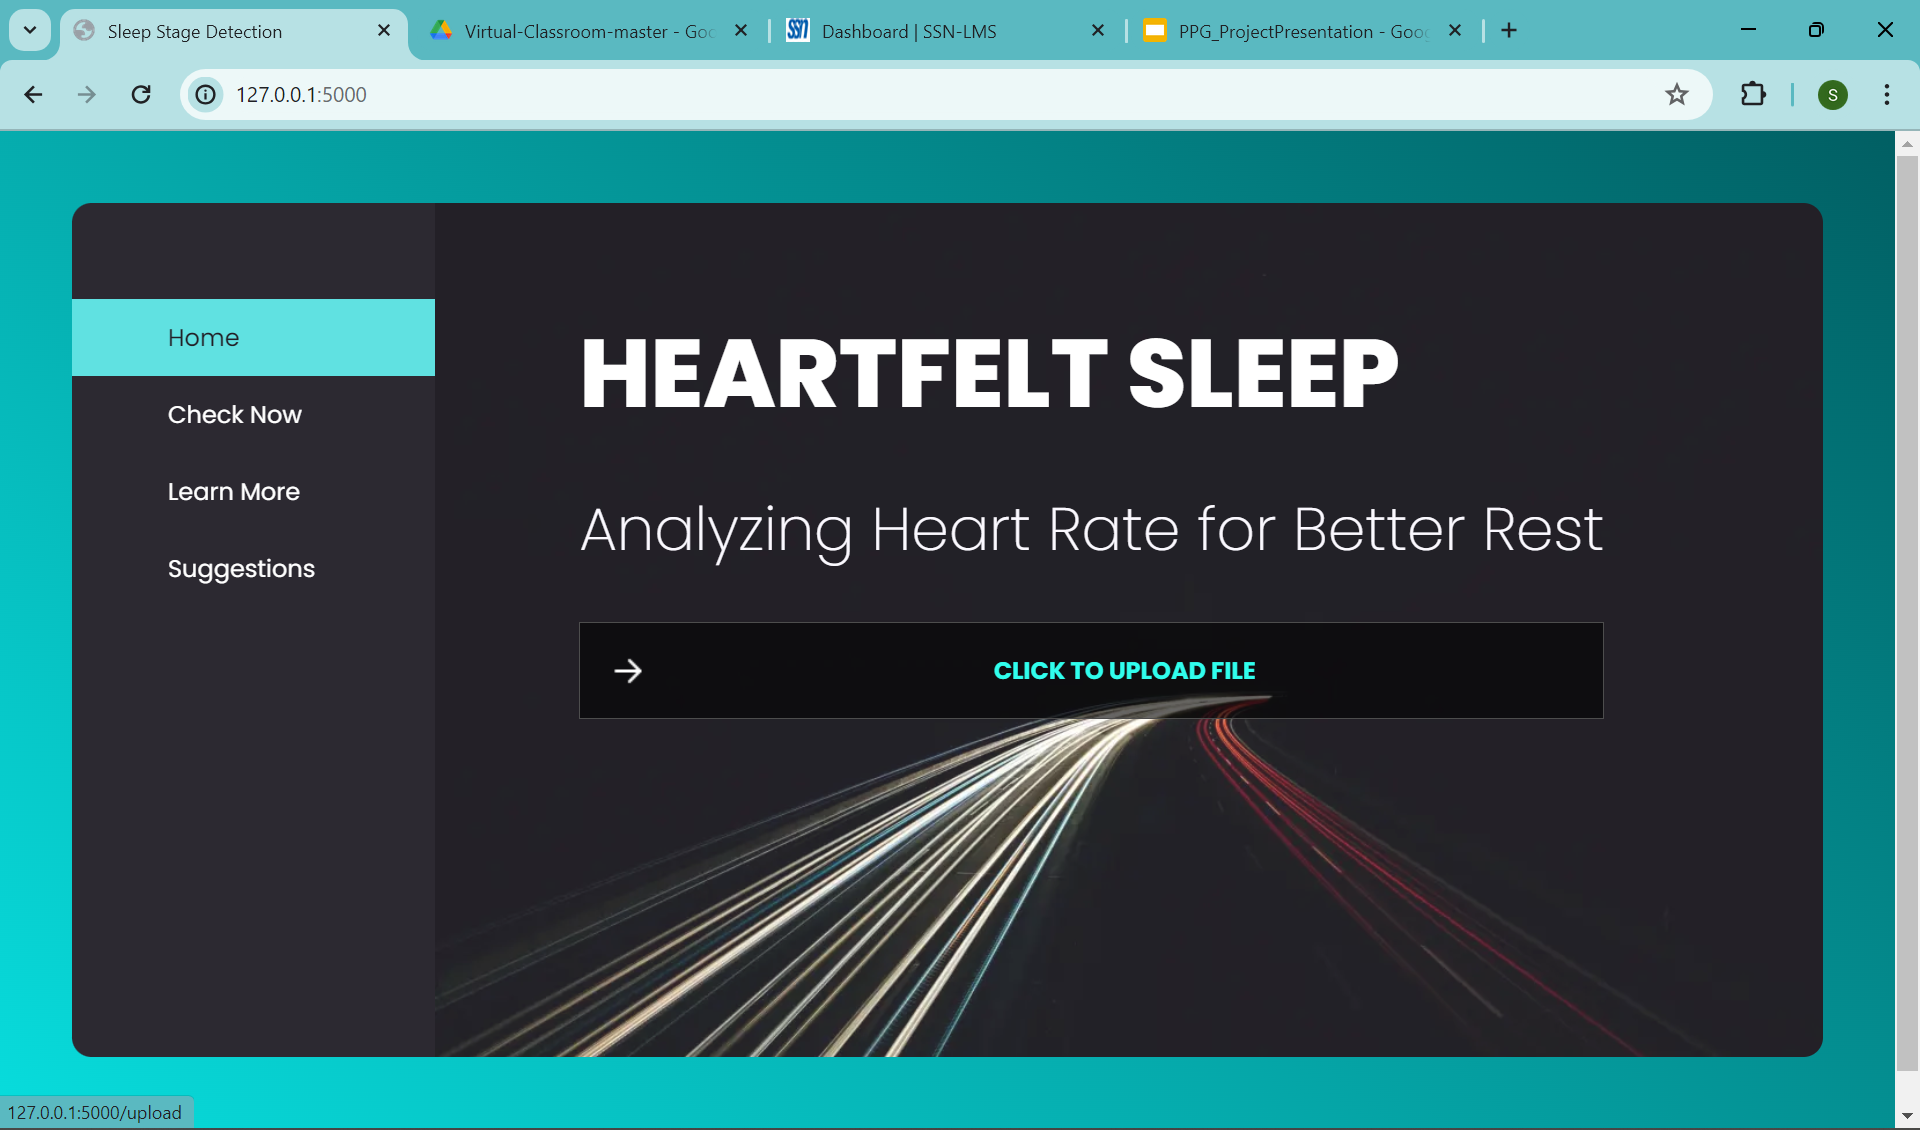 Sleep Stage Detection
Virtual-Classroom-master - Goo
SSN
Dashboard | SSN-LMS
PPG_ProjectPresentation - Goog
127.0.0.1:5000
S
Home
Check Now
Learn More
Suggestions
HEARTFELT SLEEP
Analyzing Heart Rate for Better Rest
CLICK TO UPLOAD FILE
127.0.0.1:5000/upload